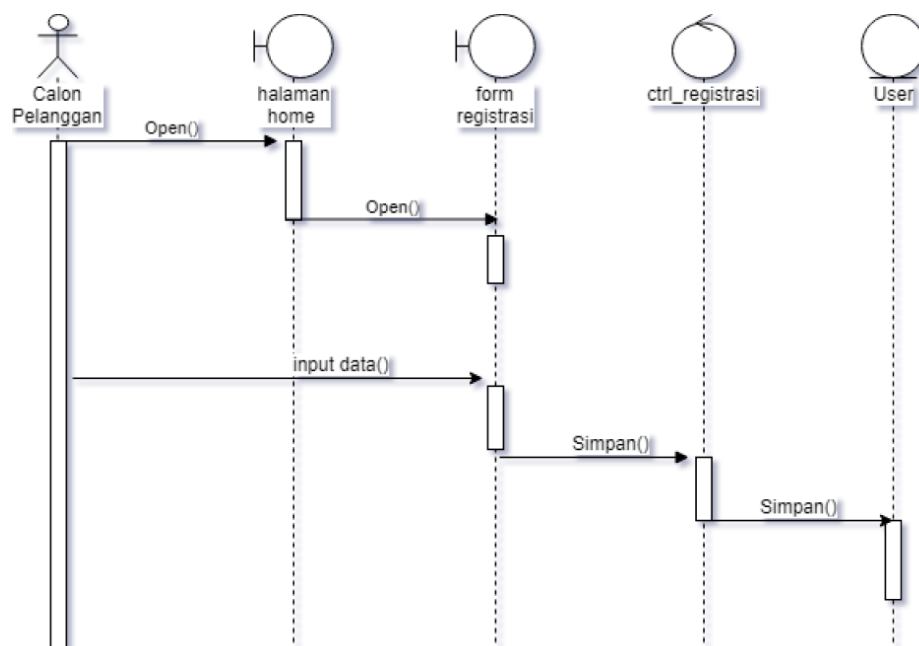 Calon
Pelanggan
halaman
home
form
registrasi
ctrl_registrasi
User
Open()
Open()
input data()
Simpan()
Simpan()